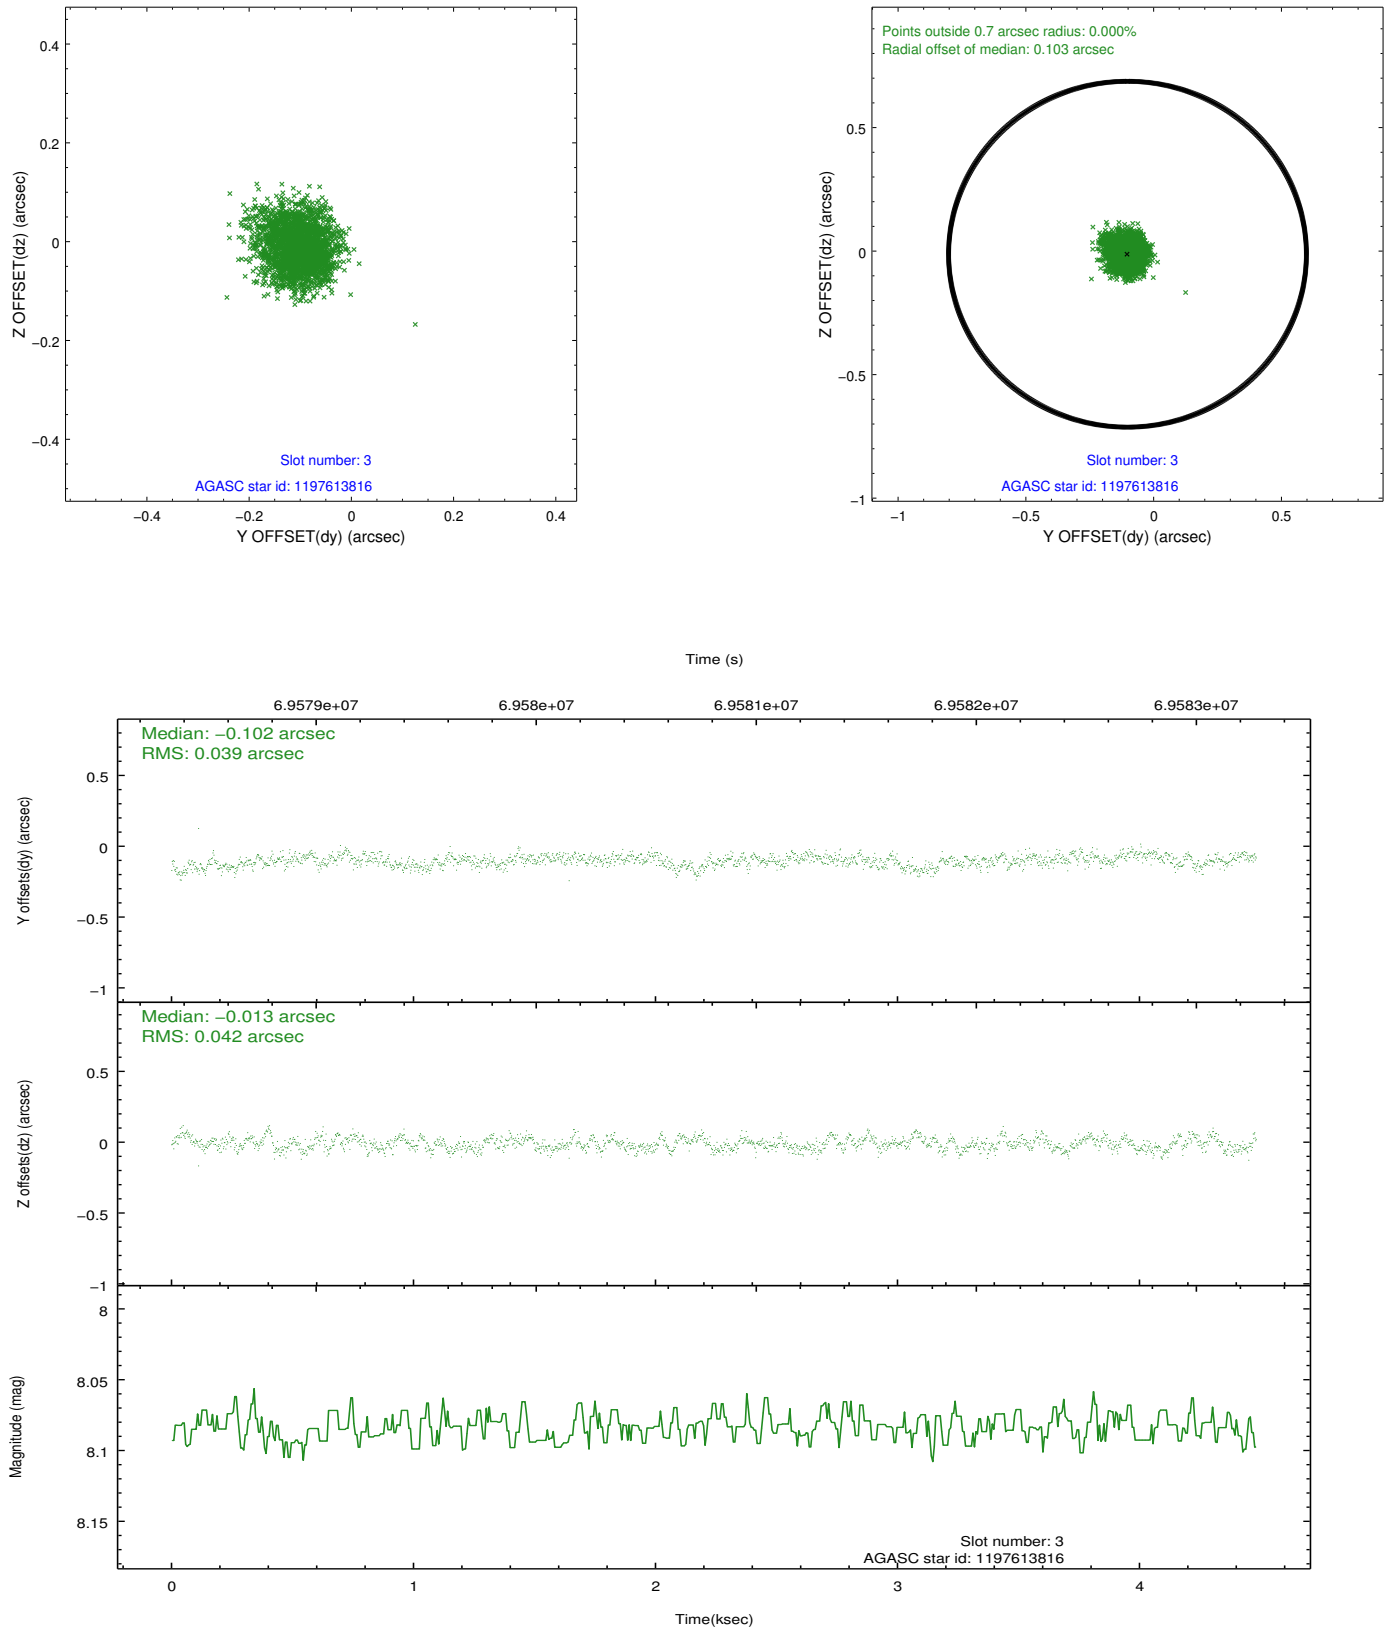 0.4
0.2
0
−0.2
−0.4
Z OFFSET(dz) (arcsec)
Slot number: 3
AGASC star id: 1197613816
−0.4 −0.2 0 0.2 0.4
Y OFFSET(dy) (arcsec)
Points outside 0.7 arcsec radius: 0.000%
Radial offset of median: 0.103 arcsec
0.5
0
−0.5
−1
Z OFFSET(dz) (arcsec)
Slot number: 3
AGASC star id: 1197613816
−1 −0.5 0 0.5
Y OFFSET(dy) (arcsec)
Time (s)
6.9579e+07 6.958e+07 6.9581e+07 6.9582e+07 6.9583e+07
Median: −0.102 arcsec
RMS: 0.039 arcsec
0.5
0
−0.5
−1
Y offsets(dy) (arcsec)
Median: −0.013 arcsec
RMS: 0.042 arcsec
0.5
0
−0.5
−1
Z offsets(dz) (arcsec)
8
8.05
8.1
8.15
Magnitude (mag)
Slot number: 3
AGASC star id: 1197613816
0 1 2 3 4
Time(ksec)